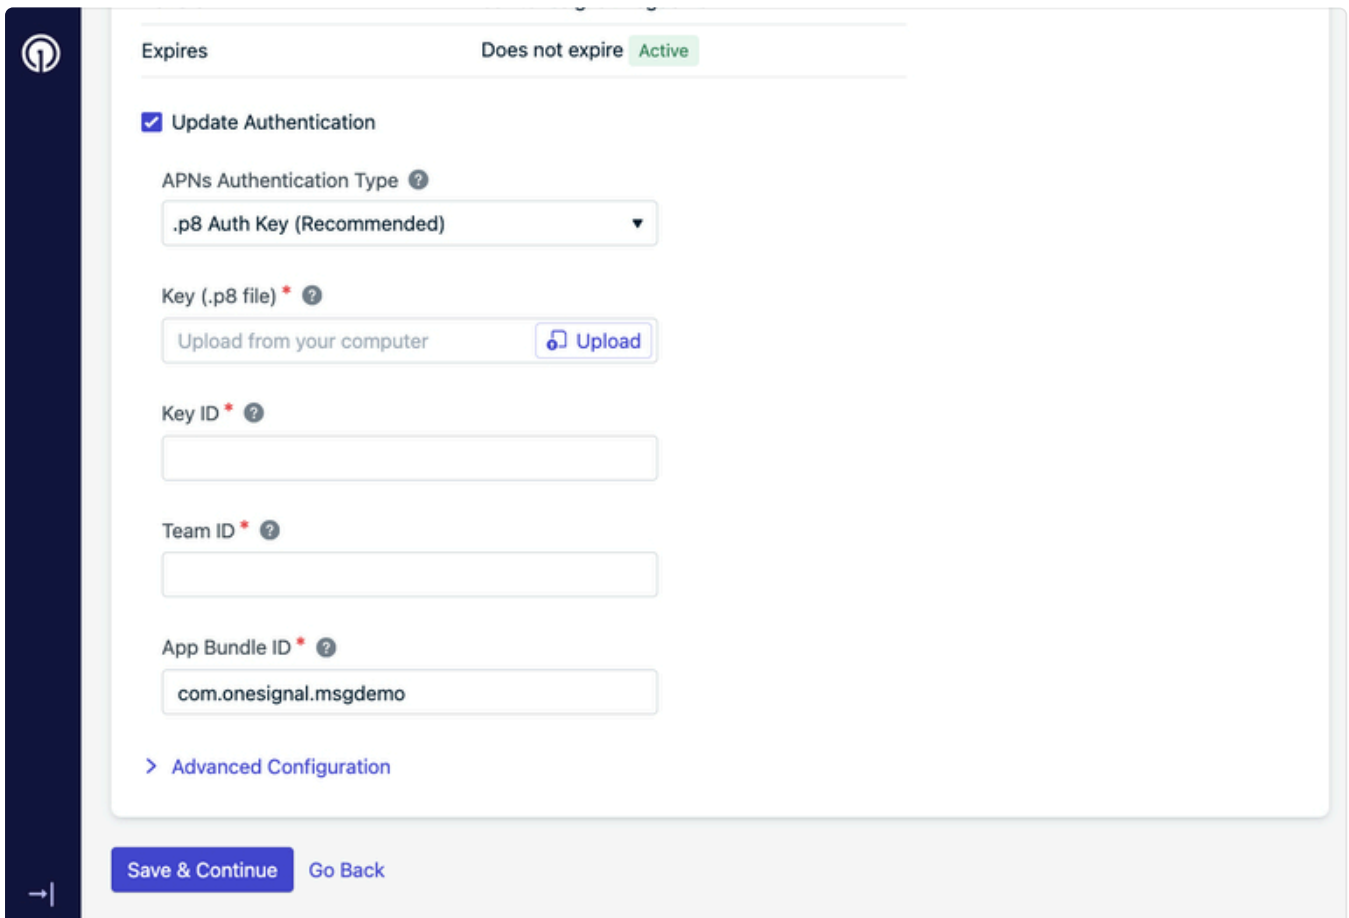 Expires Does not expire Active
Update Authentication
APNs Authentication Type ?
.p8 Auth Key (Recommended)
Key (.p8 file) * ?
Upload from your computer Upload
Key ID * ?
Team ID * ?
App Bundle ID * ?
com.onesignal.msgdemo
Advanced Configuration
Save & Continue Go Back